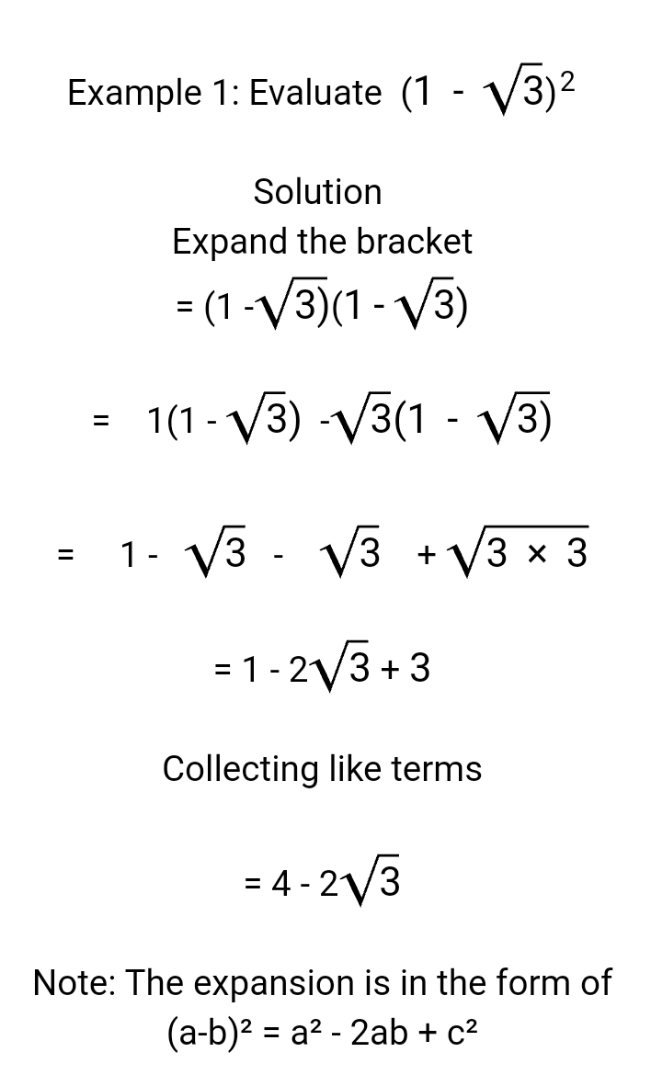 Example 1: Evaluate (1 - √3)²
Solution
Expand the bracket
= (1 -√3)(1 - √3)
= 1(1 - √3) -√3(1 - √3)
= 1 - √3 - √3 + √3 × 3
= 1 - 2√3 + 3
Collecting like terms
= 4 - 2√3
Note: The expansion is in the form of
(a-b)² = a² - 2ab + c²